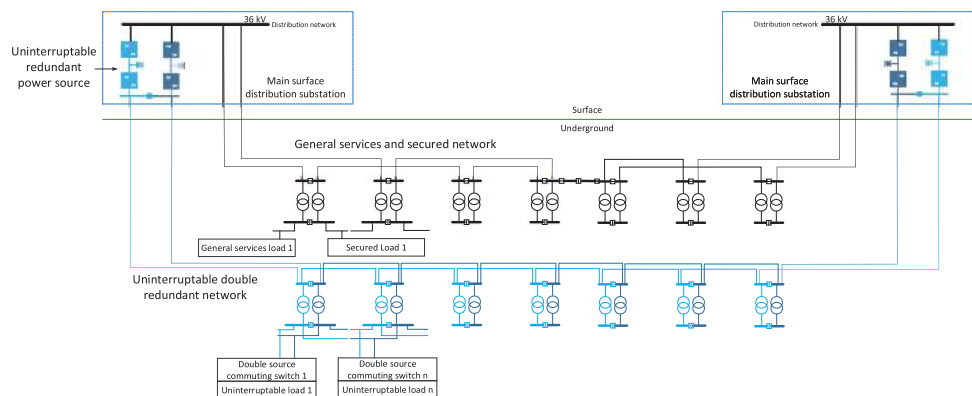 36 kV
Distribution network
Uninterruptable
redundant
power source
Main surface
distribution substation
36 kV
Distribution network
Main surface
distribution substation
Surface
Underground
General services and secured network
General services load 1
Secured Load 1
Uninterruptable double
redundant network
Double source
commuting switch 1
Uninterruptable load 1
Double source
commuting switch n
Uninterruptable load n